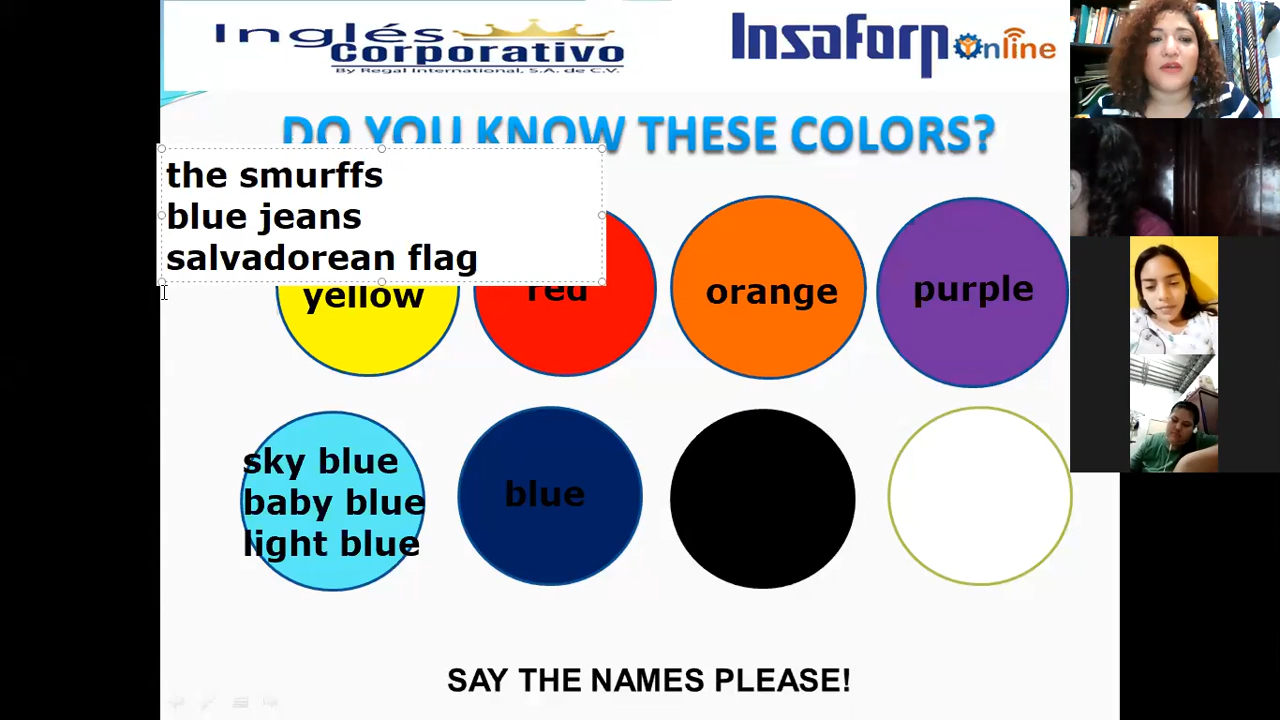 Inglés Corporativo
By Regal International, S.A. de C.V.
Insaforp Online
DO YOU KNOW THESE COLORS?
the smurffs
blue jeans
salvadorean flag
yellow
red
orange
purple
sky blue
baby blue
light blue
blue
SAY THE NAMES PLEASE!